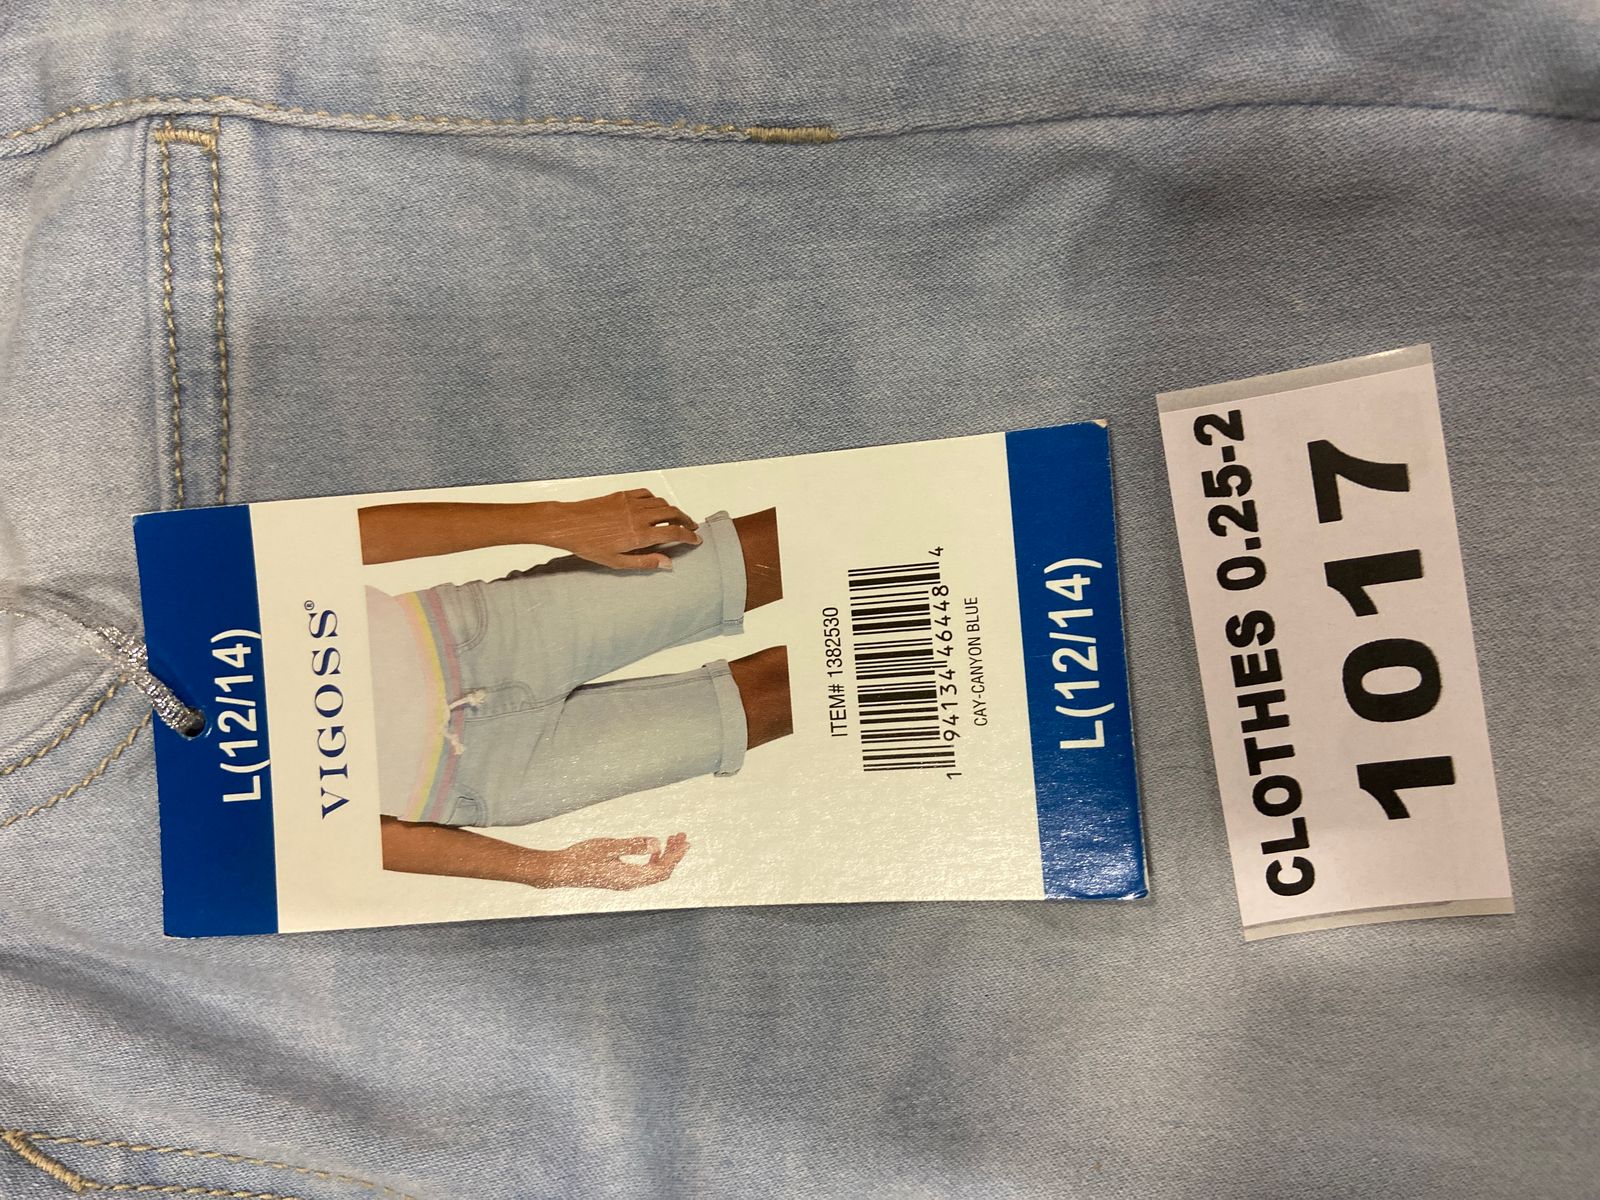 L(12/14)
VIGOSS®
ITEM# 1382530
1 94134 46448 4
CAY-CANYON BLUE
L(12/14)
CLOTHES 0.25-2
1017